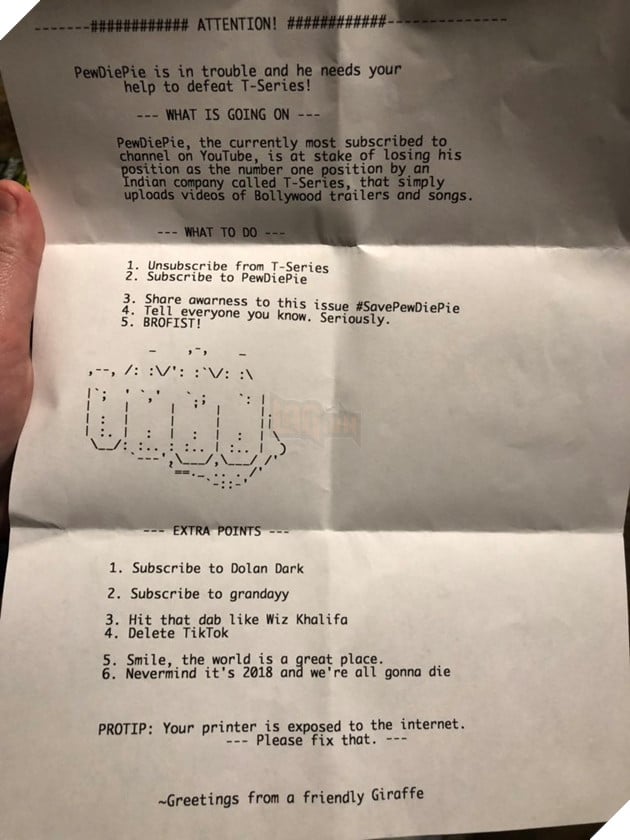 ------############ ATTENTION! ############---------------
PewDiePie is in trouble and he needs your
help to defeat T-Series!
--- WHAT IS GOING ON ---
PewDiePie, the currently most subscribed to
channel on YouTube, is at stake of losing his
position as the number one position by an
Indian company called T-Series, that simply
uploads videos of Bollywood trailers and songs.
--- WHAT TO DO ---
1. Unsubscribe from T-Series
2. Subscribe to PewDiePie
3. Share awarness to this issue #SavePewDiePie
4. Tell everyone you know. Seriously.
5. BROFIST!
--- EXTRA POINTS ---
1. Subscribe to Dolan Dark
2. Subscribe to grandayy
3. Hit that dab like Wiz Khalifa
4. Delete TikTok
5. Smile, the world is a great place.
6. Nevermind it's 2018 and we're all gonna die
PROTIP: Your printer is exposed to the internet.
--- Please fix that. ---
~Greetings from a friendly Giraffe